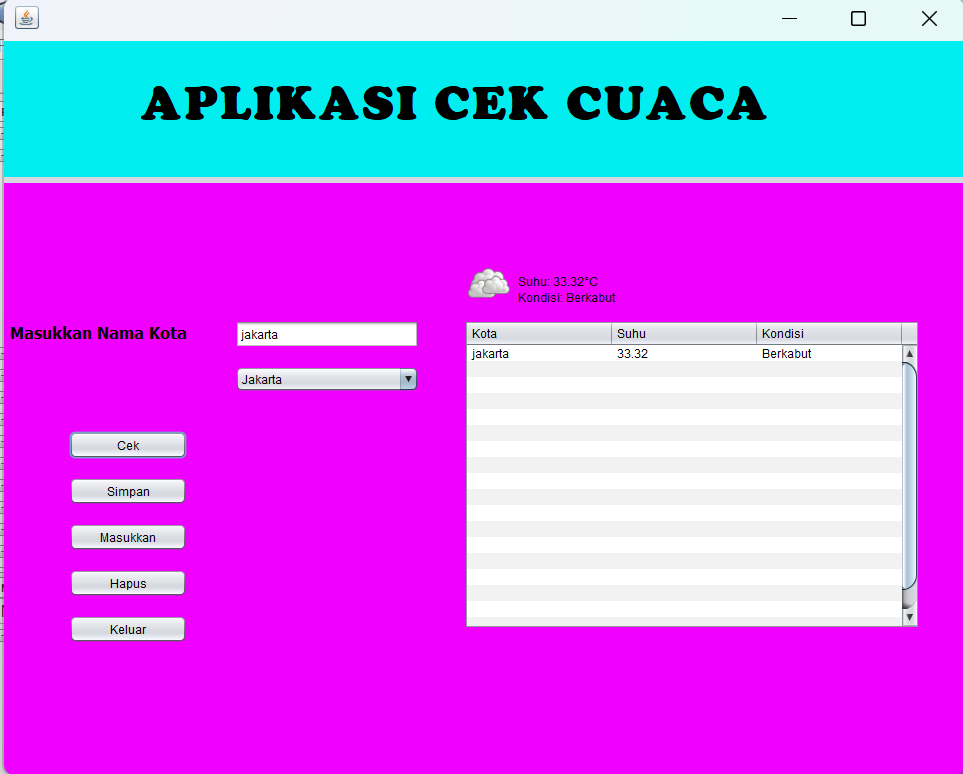 APLIKASI CEK CUACA
Suhu: 33.32°C
Kondisi: Berkabut
Masukkan Nama Kota
jakarta
Jakarta
Kota Suhu Kondisi
jakarta 33.32 Berkabut
Cek
Simpan
Masukkan
Hapus
Keluar